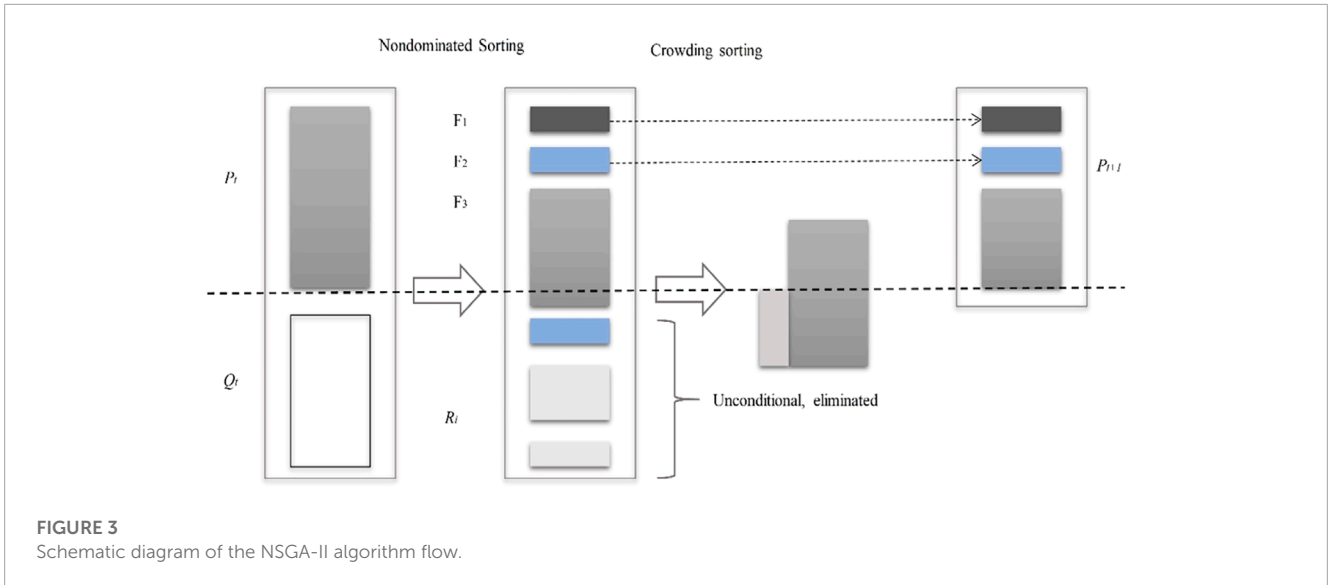 Nondominated Sorting
Crowding sorting
F1
F2
F3
Pt
Pt+1
Qt
Ri
Unconditional, eliminated
FIGURE 3
Schematic diagram of the NSGA-II algorithm flow.